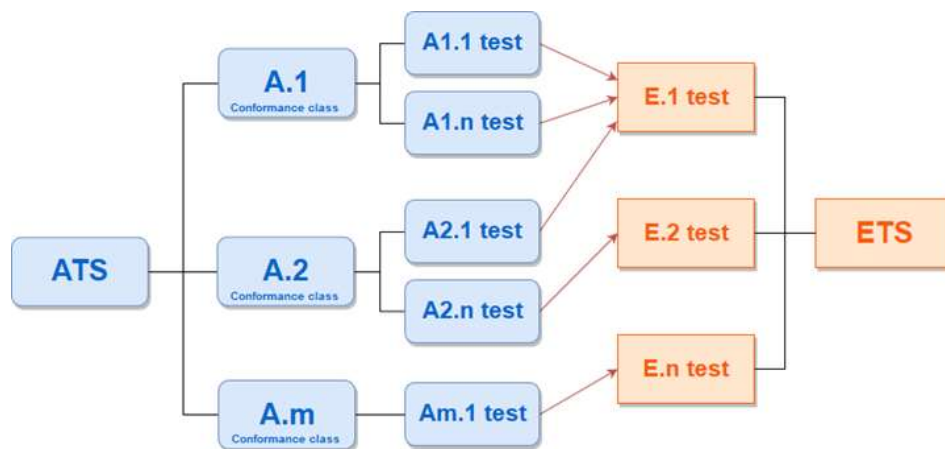 ATS
A.1
Conformance class
A1.1 test
A1.n test
A.2
Conformance class
A2.1 test
A2.n test
A.m
Conformance class
Am.1 test
E.1 test
E.2 test
E.n test
ETS